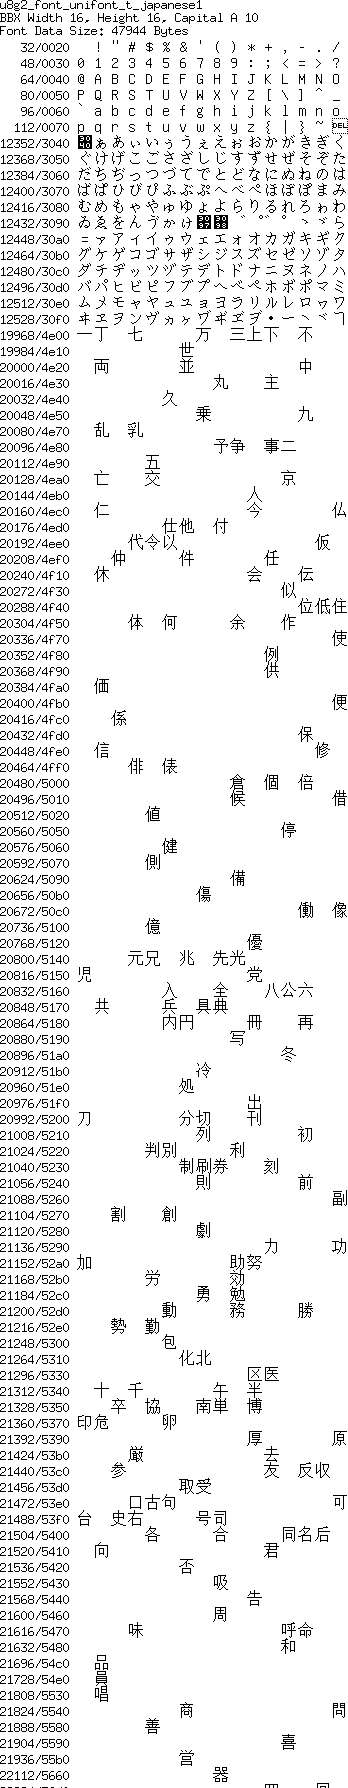 u8g2_font_unifont_t_japanese1
BBX Width 16, Height 16, Capital A 10
Font Data Size: 47944 Bytes
32/0020 ! " # $ % & ' ( ) * + , - . /
48/0030 0 1 2 3 4 5 6 7 8 9 : ; < = > ?
64/0040 @ A B C D E F G H I J K L M N O
80/0050 P Q R S T U V W X Y Z [ \ ] ^ _
96/0060 ` a b c d e f g h i j k l m n o
112/0070 p q r s t u v w x y z { | } ~ DEL
12352/3040 ぁ あ ぃ い ぅ う ぇ え ぉ お か が き ぎ く
12368/3050 ぐ け げ こ ご さ ざ し じ す ず せ ぜ そ ぞ た
12384/3060 だ ち ぢ っ つ づ て で と ど な に ぬ ね の は
12400/3070 ば ぱ ひ び ぴ ふ ぶ ぷ へ べ ぺ ほ ぼ ぽ ま み
12416/3080 む め も ゃ や ゅ ゆ ょ よ ら り る れ ろ ゎ わ
12432/3090 ゐ ゑ を ん ゔ ゕ ゖ ゛ ゜ ゝ ゞ ゟ
12448/30a0 ゠ ァ ア ィ イ ゥ ウ ェ エ ォ オ カ ガ キ ギ ク
12464/30b0 グ ケ ゲ コ ゴ サ ザ シ ジ ス ズ セ ゼ ソ ゾ タ
12480/30c0 ダ チ ヂ ッ ツ ヅ テ デ ト ド ナ ニ ヌ ネ ノ ハ
12496/30d0 バ パ ヒ ビ ピ フ ブ プ ヘ ベ ペ ホ ボ ポ マ ミ
12512/30e0 ム メ モ ャ ヤ ュ ユ ョ ヨ ラ リ ル レ ロ ヮ ワ
12528/30f0 ヰ ヱ ヲ ン ヴ ヵ ヶ ヷ ヸ ヹ ヺ ・ ー ヽ ヾ ヿ
19968/4e00 一 丁 七 万 三 上 下 不
19984/4e10 世
20000/4e20 両 並 中
20016/4e30 丸 主
20032/4e40 久
20048/4e50 乗 九
20080/4e70 乱 乳
20096/4e80 予 争 事 二
20112/4e90 五
20128/4ea0 亡 交 京
20144/4eb0 人
20160/4ec0 仁 今 仏
20176/4ed0 仕 他 付
20192/4ee0 代 令 以 仮
20208/4ef0 仲 件 任
20240/4f10 休 会 伝
20272/4f30 似
20288/4f40 位 低 住
20304/4f50 体 何 余 作
20336/4f70 使
20352/4f80 例
20368/4f90 供
20384/4fa0 価
20400/4fb0 便
20416/4fc0 係
20432/4fd0 保
20448/4fe0 信 修
20464/4ff0 俳 俵
20480/5000 倉 個 倍
20496/5010 候 借
20512/5020 値
20560/5050 停
20576/5060 健
20592/5070 側
20624/5090 備
20656/50b0 傷
20672/50c0 働 像
20736/5100 億
20768/5120 優
20800/5140 元 兄 兆 先 光
20816/5150 児 党
20832/5160 入 全 八 公 六
20848/5170 共 兵 具 典
20864/5180 内 円 冊 再
20880/5190 写
20896/51a0 冬
20912/51b0 冷
20960/51e0 処
20976/51f0 出
20992/5200 刀 分 切 刊
21008/5210 列 初
21024/5220 判 別 利
21040/5230 制 刷 券 刻
21056/5240 則 前
21088/5260 副
21104/5270 割 創
21120/5280 劇
21136/5290 力 功
21152/52a0 加 助 努
21168/52b0 労 効
21184/52c0 勇 勉
21200/52d0 動 務 勝
21216/52e0 勢 勤
21248/5300 包
21264/5310 化 北
21296/5330 区 医
21312/5340 十 千 午 半
21328/5350 卒 協 南 単 博
21360/5370 印 危 卵
21392/5390 厚 原
21424/53b0 厳 去
21440/53c0 参 友 反 収
21456/53d0 取 受
21472/53e0 口 古 句 可
21488/53f0 台 史 右 号 司
21504/5400 各 合 同 名 后
21520/5410 向 君
21536/5420 否
21552/5430 吸
21568/5440 告
21600/5460 周
21616/5470 味 呼 命
21632/5480 和
21696/54c0 品
21728/54e0 員
21808/5530 唱
21824/5540 商 問
21888/5580 善
21904/5590 喜
21936/55b0 営
22112/5660 器